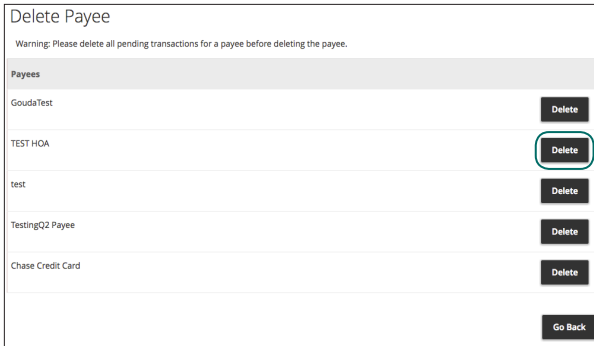 Delete Payee
Warning: Please delete all pending transactions for a payee before deleting the payee.
Payees
GoudaTest
Delete
TEST HOA
Delete
test
Delete
TestingQ2 Payee
Delete
Chase Credit Card
Delete
Go Back